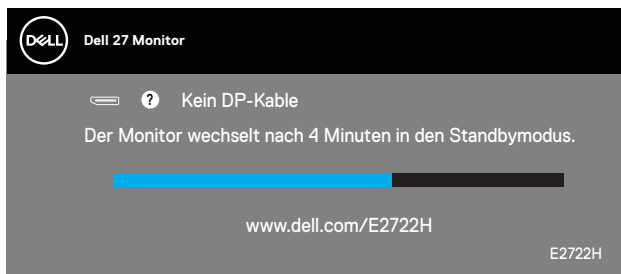 DELL
Dell 27 Monitor
? Kein DP-Kable
Der Monitor wechselt nach 4 Minuten in den Standbymodus.
www.dell.com/E2722H
E2722H